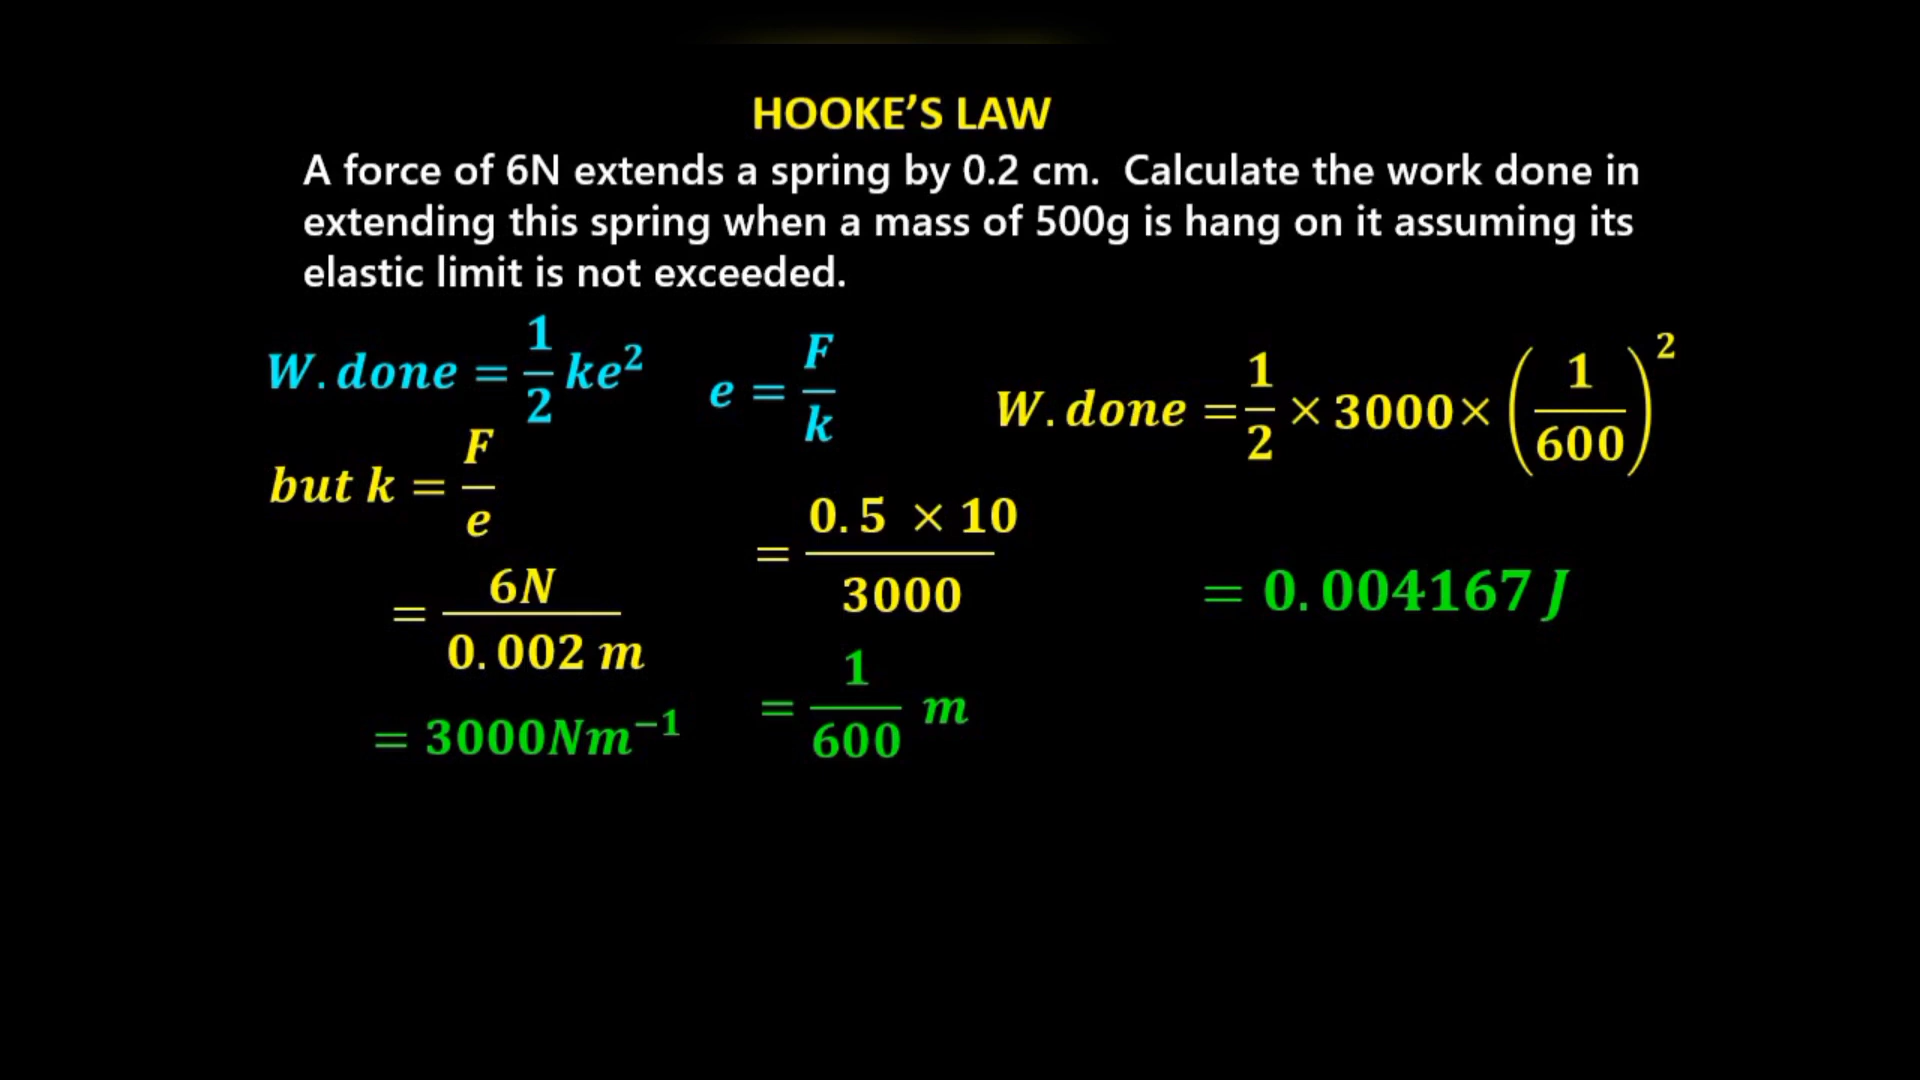 HOOKE’S LAW
A force of 6N extends a spring by 0.2 cm. Calculate the work done in
extending this spring when a mass of 500g is hang on it assuming its
elastic limit is not exceeded.
W.done = 1/2 ke²
but k = F/e
= 6N/0.002 m
= 3000Nm⁻¹
e = F/k
= 0.5 × 10/3000
= 1/600 m
W.done = 1/2 × 3000 × (1/600)²
= 0.004167 J